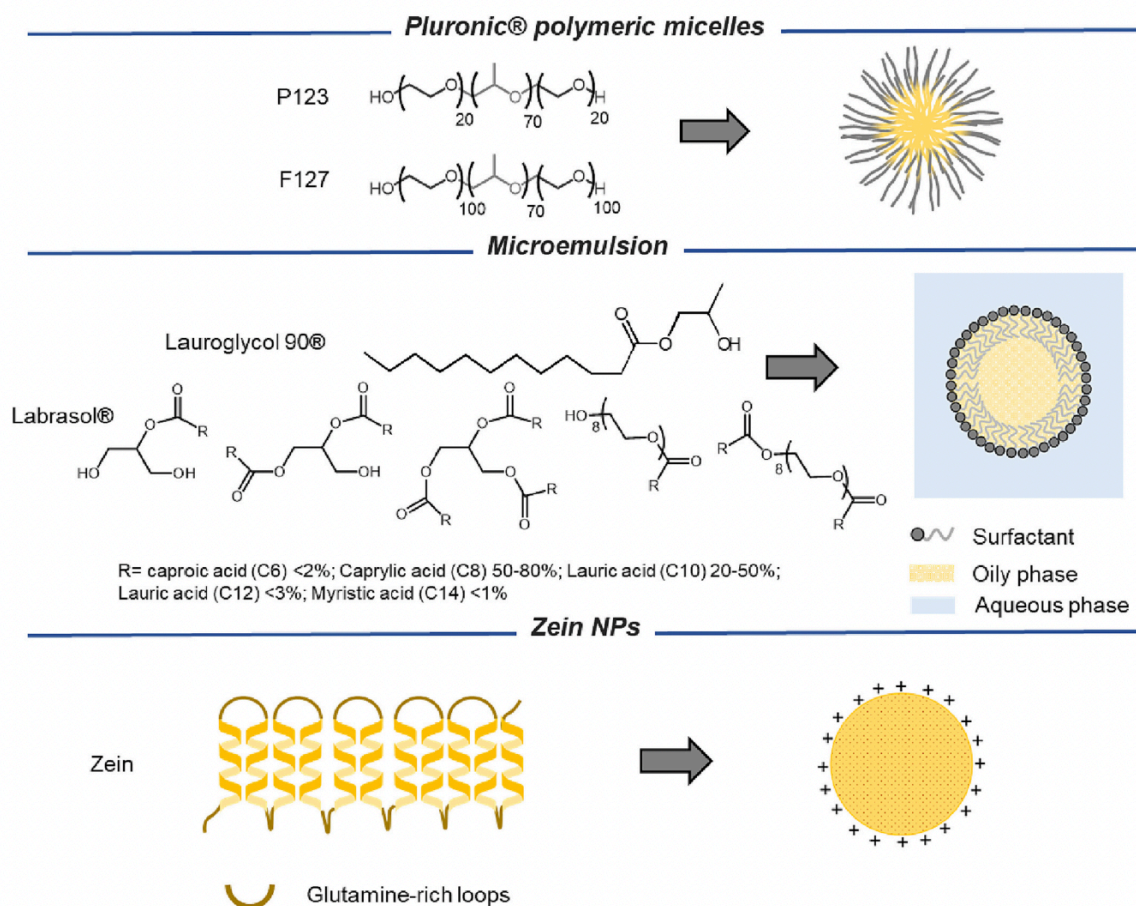 Pluronic® polymeric micelles
P123
HO ( O ) ( O ) ( O ) H
20 70 20
F127
HO ( O ) ( O ) ( O ) H
100 70 100
Microemulsion
Lauroglycol 90®
O
O
OH
Labrasol®
O
O R
HO OH
O
O R
R O OH
O
O
O R
O O R
R O
HO ( O )
8
R O
O
R O ( O )
8
R O
R= caproic acid (C6) <2%; Caprylic acid (C8) 50-80%; Lauric acid (C10) 20-50%;
Lauric acid (C12) <3%; Myristic acid (C14) <1%
Surfactant
Oily phase
Aqueous phase
Zein NPs
Zein
+ + + + + + + + + + + + + + + + + + + +
Glutamine-rich loops